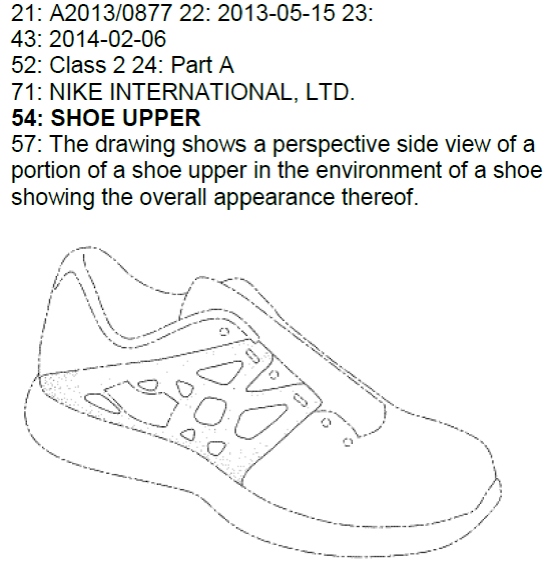 21: A2013/0877 22: 2013-05-15 23:
43: 2014-02-06
52: Class 2 24: Part A
71: NIKE INTERNATIONAL, LTD.
54: SHOE UPPER
57: The drawing shows a perspective side view of a
portion of a shoe upper in the environment of a shoe
showing the overall appearance thereof.